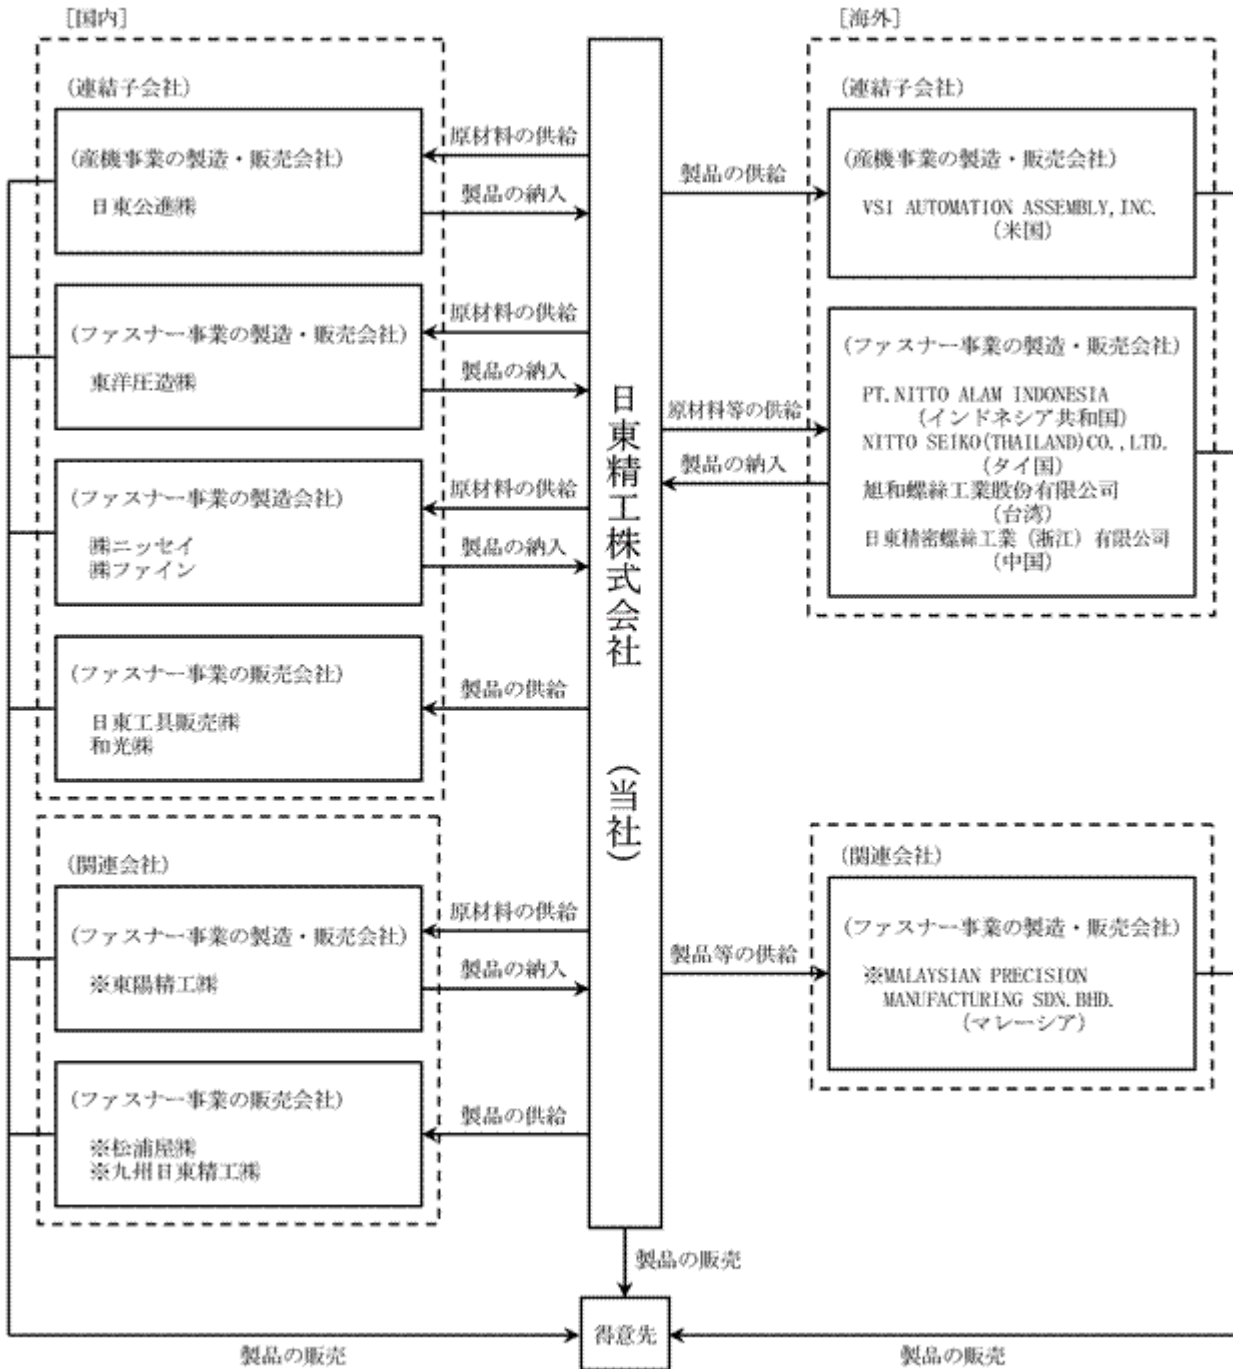 ［国内］
(連結子会社)
(産機事業の製造・販売会社)
日東公進㈱
原材料の供給
製品の納入
(ファスナー事業の製造・販売会社)
東洋圧造㈱
原材料の供給
製品の納入
(ファスナー事業の製造会社)
㈱ニッセイ
㈱ファイン
原材料の供給
製品の納入
(ファスナー事業の販売会社)
日東工具販売㈱
和光㈱
製品の供給
(関連会社)
(ファスナー事業の製造・販売会社)
※東陽精工㈱
原材料の供給
製品の納入
(ファスナー事業の販売会社)
※松浦屋㈱
※九州日東精工㈱
製品の供給
日東精工株式会社（当社）
［海外］
(連結子会社)
製品の供給
(産機事業の製造・販売会社)
VSI AUTOMATION ASSEMBLY,INC.
(米国)
原材料等の供給
製品の納入
(ファスナー事業の製造・販売会社)
PT.NITTO ALAM INDONESIA
(インドネシア共和国)
NITTO SEIKO(THAILAND)CO.,LTD.
(タイ国)
旭和螺絲工業股份有限公司
(台湾)
日東精密螺絲工業（浙江）有限公司
(中国)
(関連会社)
製品等の供給
(ファスナー事業の製造・販売会社)
※MALAYSIAN PRECISION
MANUFACTURING SDN.BHD.
(マレーシア)
製品の販売
得意先
製品の販売
製品の販売